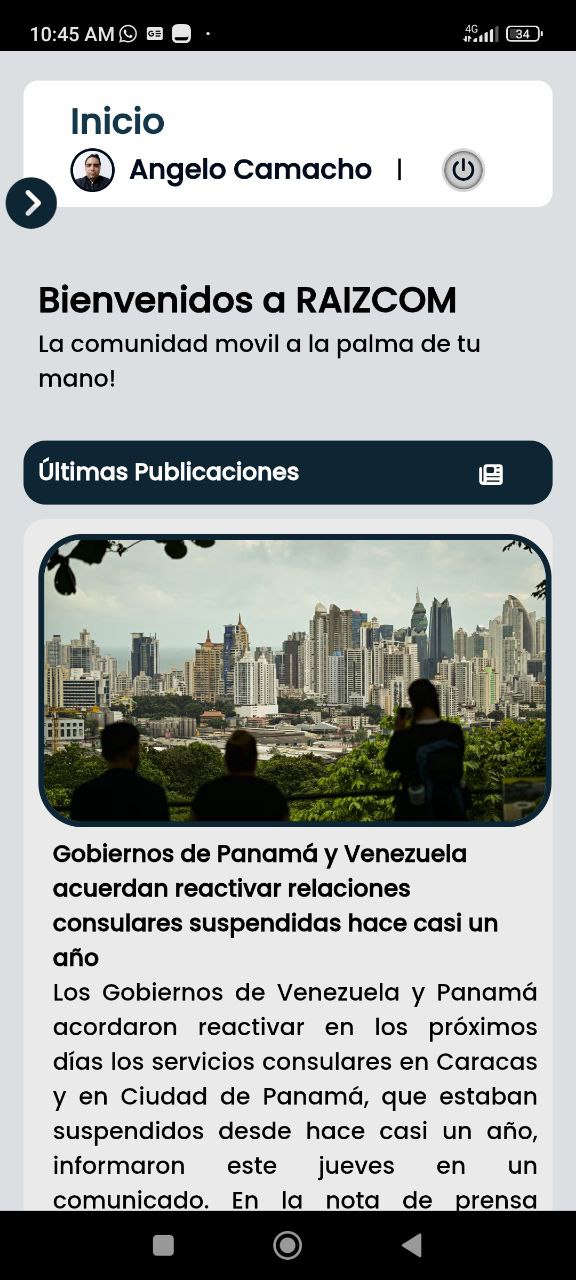 10:45 AM
4G
34
Inicio
Angelo Camacho |
Bienvenidos a RAIZCOM
La comunidad movil a la palma de tu
mano!
Últimas Publicaciones
Gobiernos de Panamá y Venezuela
acuerdan reactivar relaciones
consulares suspendidas hace casi un
año
Los Gobiernos de Venezuela y Panamá
acordaron reactivar en los próximos
días los servicios consulares en Caracas
y en Ciudad de Panamá, que estaban
suspendidos desde hace casi un año,
informaron este jueves en un
comunicado. En la nota de prensa